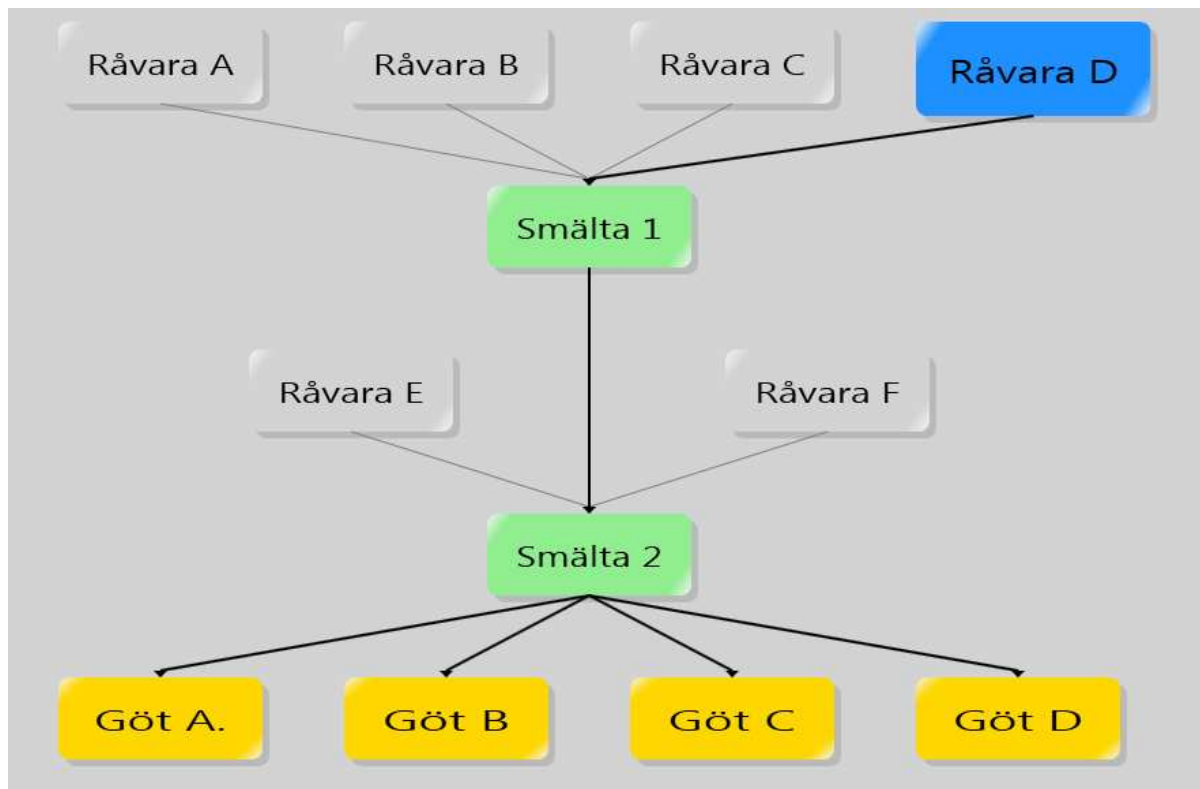 Råvara A
Råvara B
Råvara C
Råvara D
Smälta 1
Råvara E
Råvara F
Smälta 2
Göt A.
Göt B
Göt C
Göt D